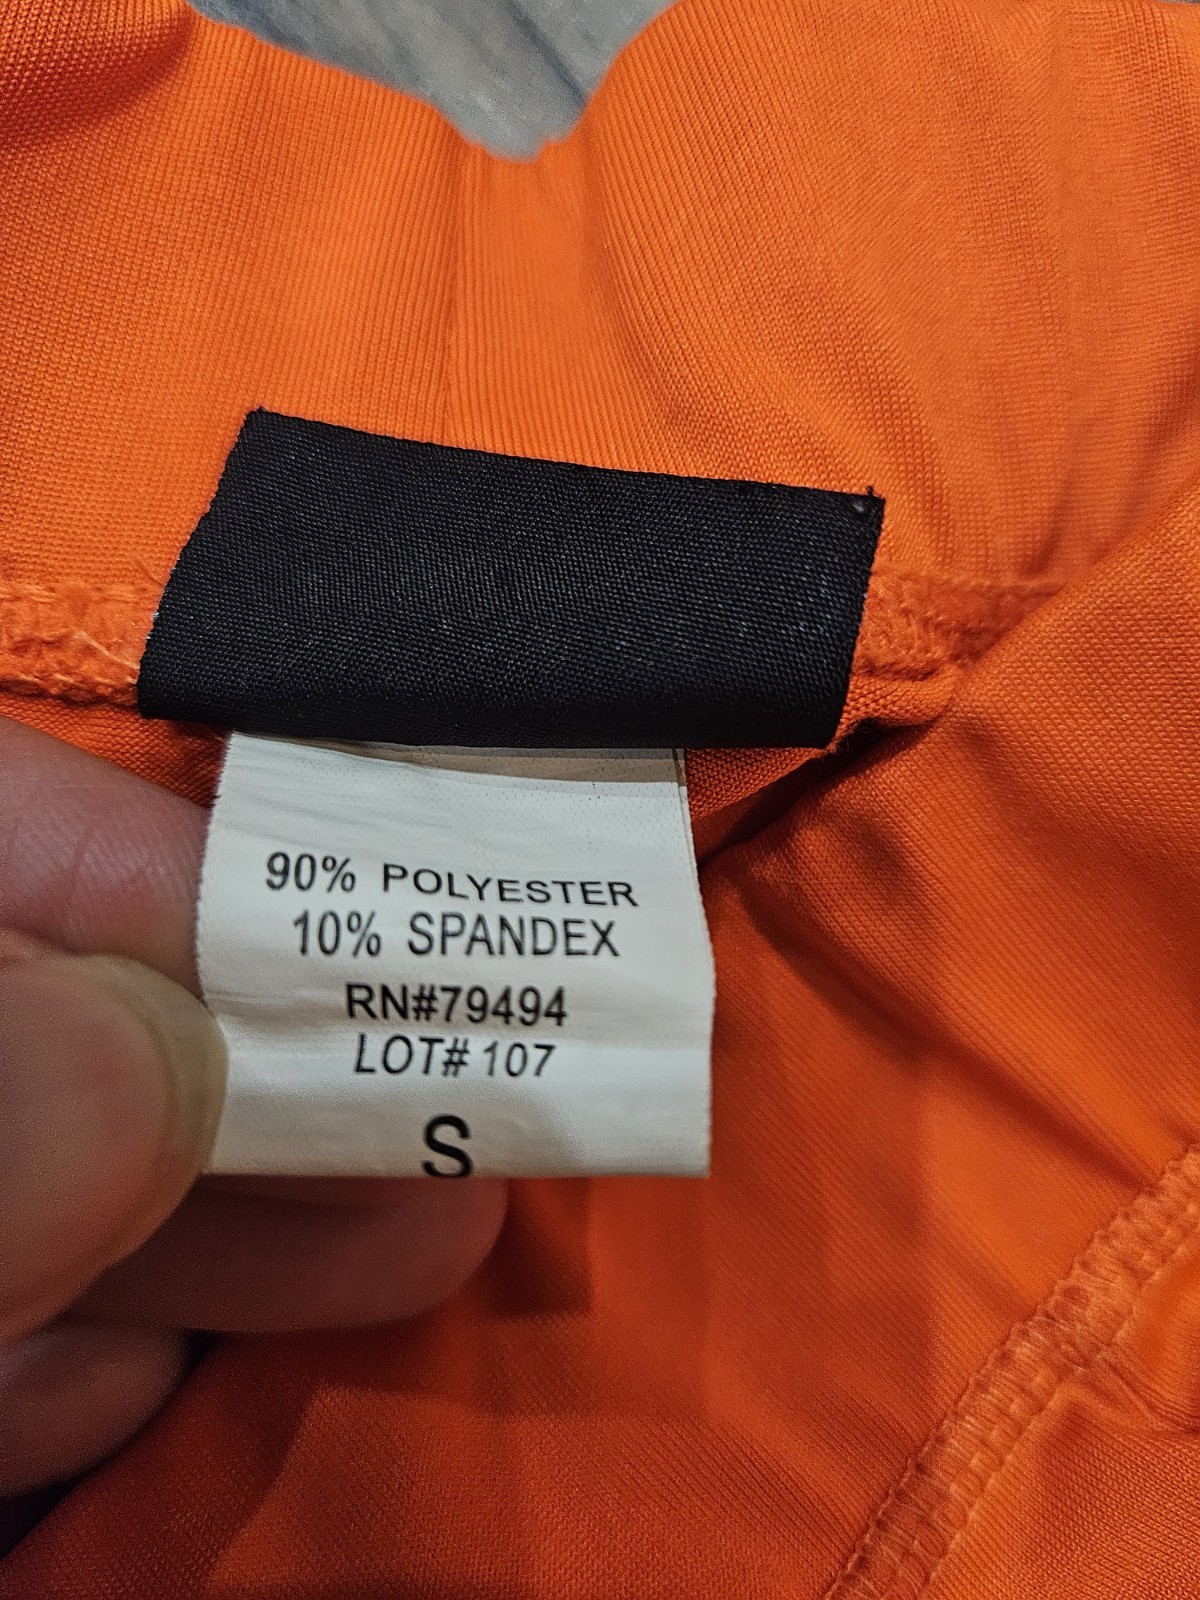 90% POLYESTER
10% SPANDEX
RN#79494
LOT# 107
S